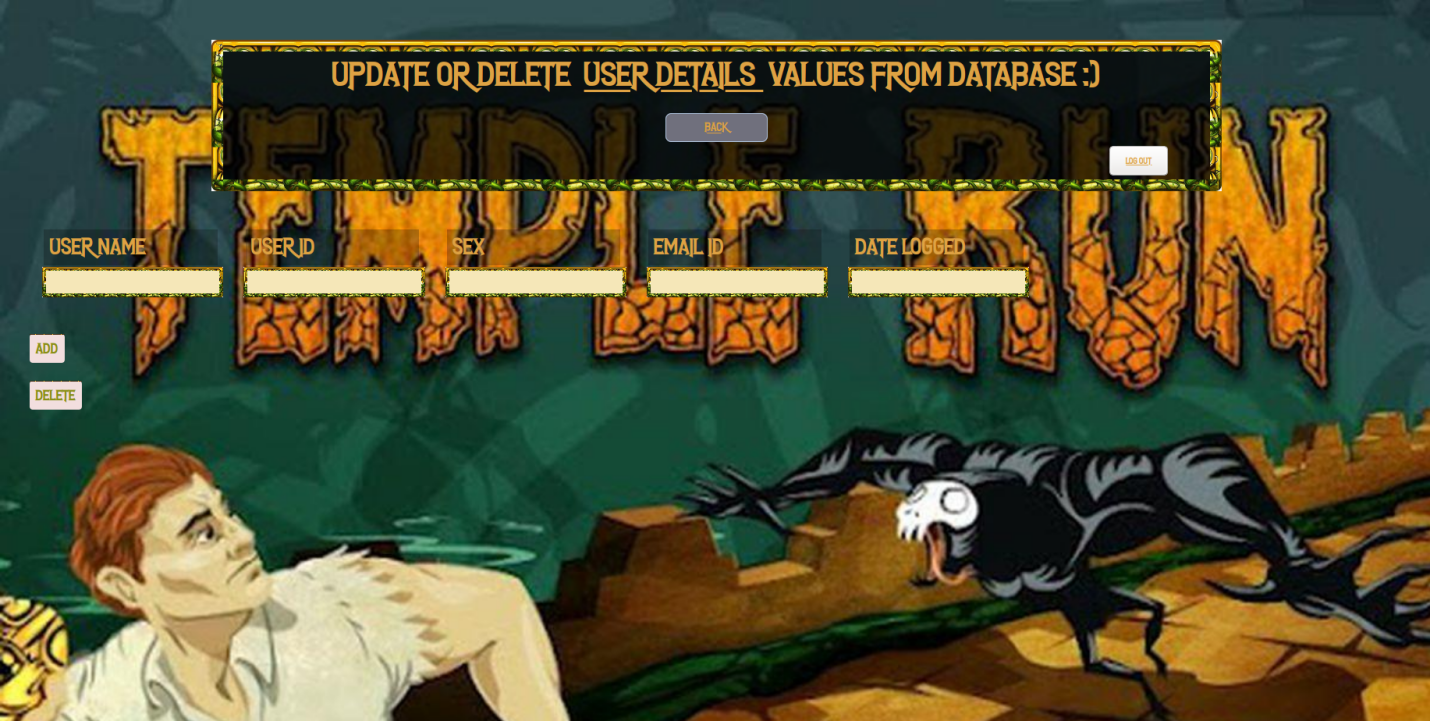 UPDATE OR DELETE USER DETAILS VALUES FROM DATABASE :)
BACK
LOG OUT
TEMPLE RUN
USER NAME USER ID SEX EMAIL ID DATE LOGGED
ADD
DELETE